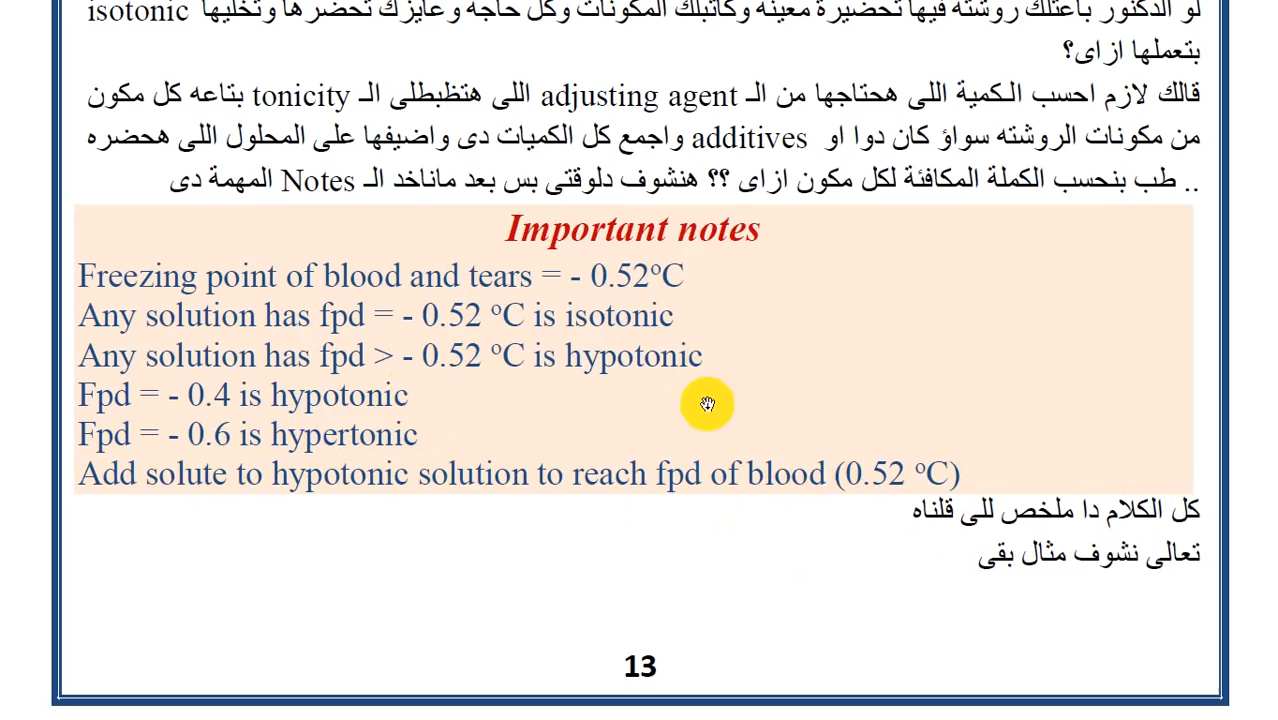 لو الدكتور باعتلك روشته فيها تحضيرة معينه وكاتبلك المكونات وكل حاجه وعايزك تحضرها وتخليها isotonic
بتعملها ازاى؟
قالك لازم احسب الكمية اللى هحتاجها من الـ adjusting agent اللى هتظبطلى الـ tonicity بتاعه كل مكون
من مكونات الروشته سواؤ كان دوا او additives واجمع كل الكميات دى واضيفها على المحلول اللى هحضره
.. طب بنحسب الكملة المكافئة لكل مكون ازاى ؟؟ هنشوف دلوقتى بس بعد ماناخد الـ Notes المهمة دى
Important notes
Freezing point of blood and tears = - 0.52°C
Any solution has fpd = - 0.52 °C is isotonic
Any solution has fpd > - 0.52 °C is hypotonic
Fpd = - 0.4 is hypotonic
Fpd = - 0.6 is hypertonic
Add solute to hypotonic solution to reach fpd of blood (0.52 °C)
كل الكلام دا ملخص للى قلناه
تعالى نشوف مثال بقى
13